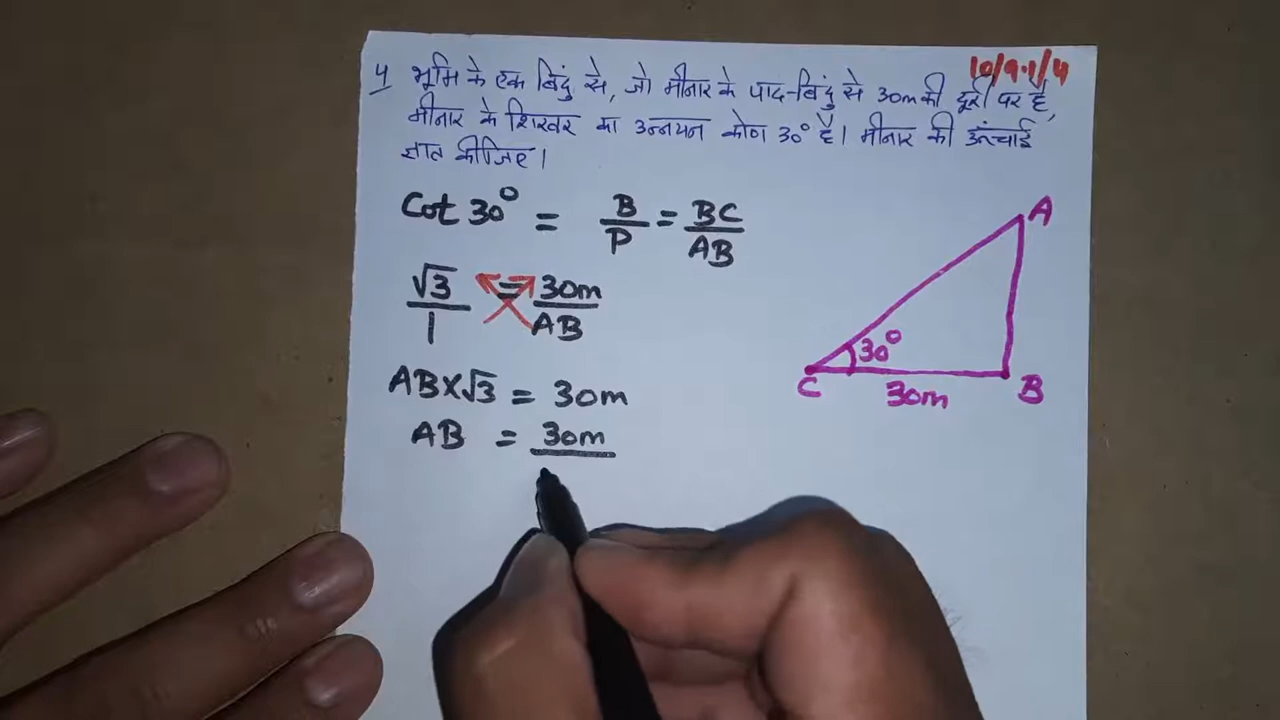 10/9.1/4
4 भूमि के एक बिंदु से, जो मीनार के पाद-बिंदु से 30m की दूरी पर है,
मीनार के शिखर का उन्नयन कोण 30° है। मीनार की ऊंचाई
ज्ञात कीजिए।
Cot 30° = B/P = BC/AB
√3/1 = 30m/AB
AB×√3 = 30m
AB = 30m
A
30°
C 30m B